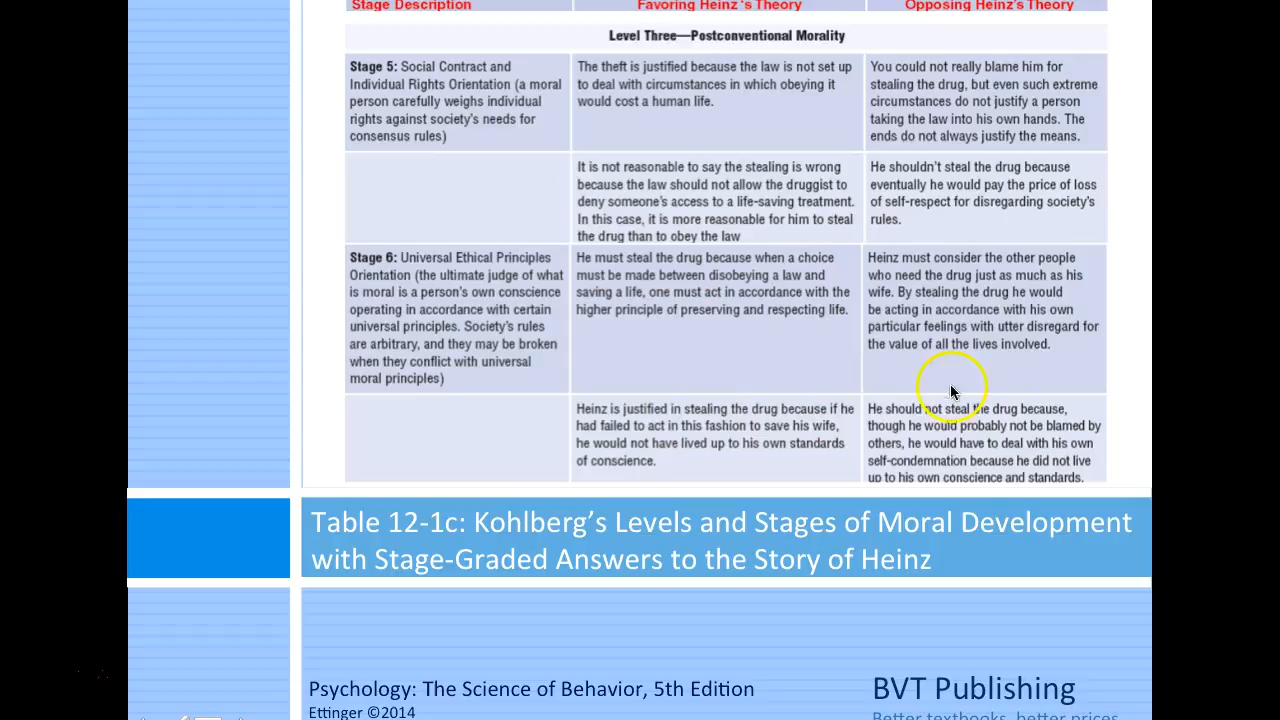 Stage Description Favoring Heinz 's Theory Opposing Heinz's Theory
Level Three—Postconventional Morality
Stage 5: Social Contract and
Individual Rights Orientation (a moral
person carefully weighs individual
rights against society's needs for
consensus rules)
The theft is justified because the law is not set up
to deal with circumstances in which obeying it
would cost a human life.
You could not really blame him for
stealing the drug, but even such extreme
circumstances do not justify a person
taking the law into his own hands. The
ends do not always justify the means.
It is not reasonable to say the stealing is wrong
because the law should not allow the druggist to
deny someone's access to a life-saving treatment.
In this case, it is more reasonable for him to steal
the drug than to obey the law
He shouldn't steal the drug because
eventually he would pay the price of loss
of self-respect for disregarding society's
rules.
Stage 6: Universal Ethical Principles
Orientation (the ultimate judge of what
is moral is a person's own conscience
operating in accordance with certain
universal principles. Society's rules
are arbitrary, and they may be broken
when they conflict with universal
moral principles)
He must steal the drug because when a choice
must be made between disobeying a law and
saving a life, one must act in accordance with the
higher principle of preserving and respecting life.
Heinz must consider the other people
who need the drug just as much as his
wife. By stealing the drug he would
be acting in accordance with his own
particular feelings with utter disregard for
the value of all the lives involved.
Heinz is justified in stealing the drug because if he
had failed to act in this fashion to save his wife,
he would not have lived up to his own standards
of conscience.
He should not steal the drug because,
though he would probably not be blamed by
others, he would have to deal with his own
self-condemnation because he did not live
up to his own conscience and standards.
Table 12-1c: Kohlberg's Levels and Stages of Moral Development
with Stage-Graded Answers to the Story of Heinz
Psychology: The Science of Behavior, 5th Edition
Ettinger ©2014
BVT Publishing
Better textbooks, better prices